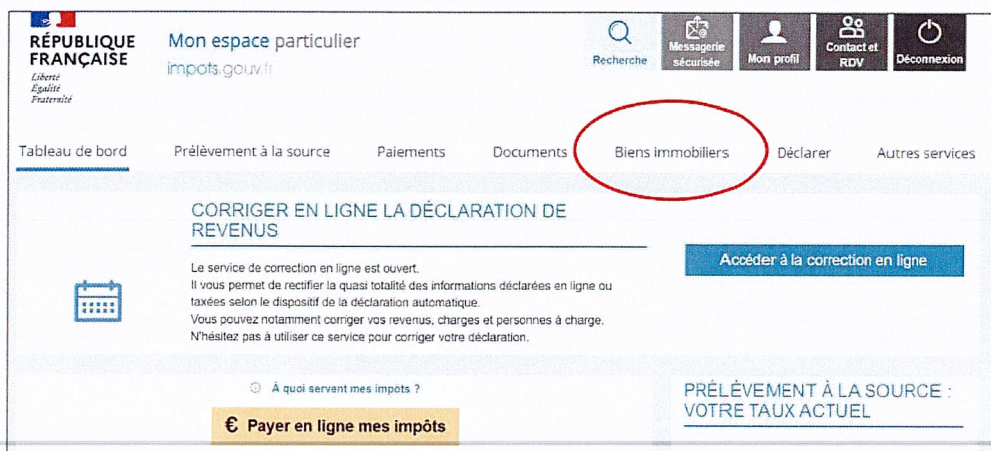 RÉPUBLIQUE
FRANÇAISE
Liberté
Égalité
Fraternité
Mon espace particulier
impots.gouv.fr
Recherche
Messagerie
sécurisée
Mon profil
Contact et
RDV
Déconnexion
Tableau de bord
Prélèvement à la source
Paiements
Documents
Biens immobiliers
Déclarer
Autres services
CORRIGER EN LIGNE LA DÉCLARATION DE
REVENUS
Le service de correction en ligne est ouvert.
Il vous permet de rectifier la quasi totalité des informations déclarées en ligne ou
taxées selon le dispositif de la déclaration automatique.
Vous pouvez notamment corriger vos revenus, charges et personnes à charge.
N'hésitez pas à utiliser ce service pour corriger votre déclaration.
Accéder à la correction en ligne
À quoi servent mes impôts ?
€ Payer en ligne mes impôts
PRÉLÈVEMENT À LA SOURCE :
VOTRE TAUX ACTUEL